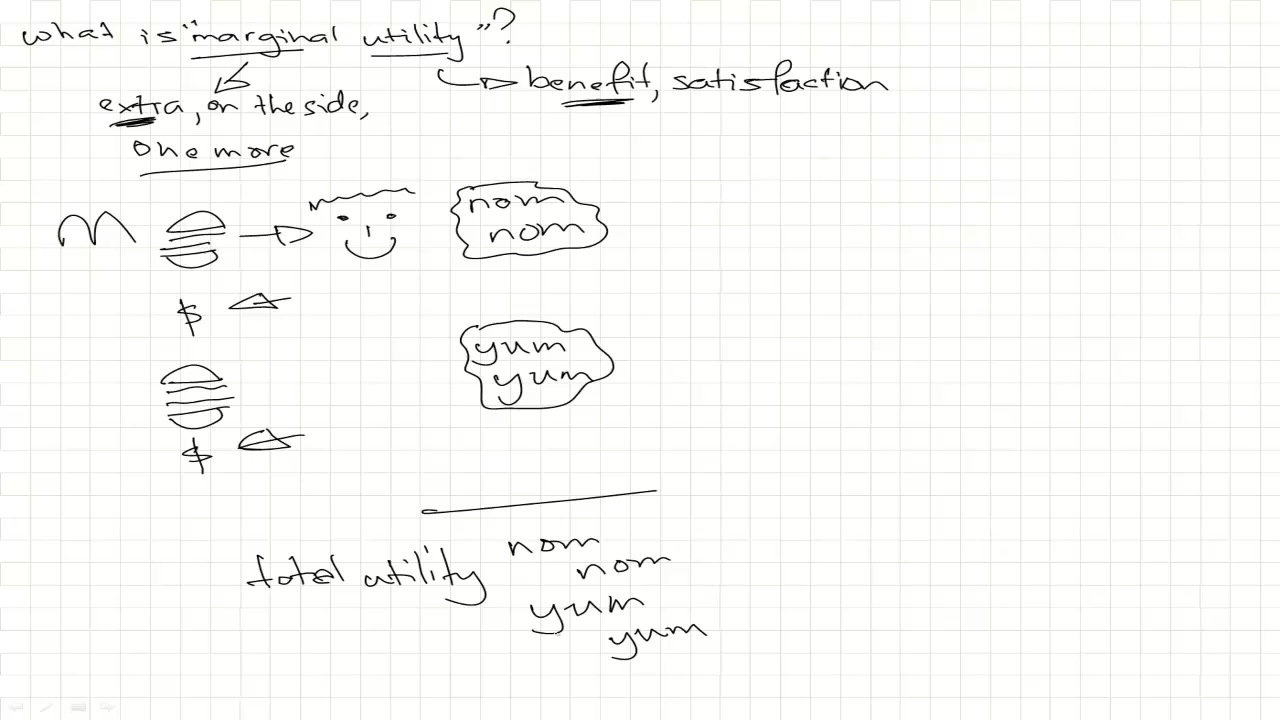 what is "marginal utility"?
benefit, satisfaction
extra, on the side,
one more
M
nom
nom
$
yum
yum
$
total utility
nom
nom
yum
yum